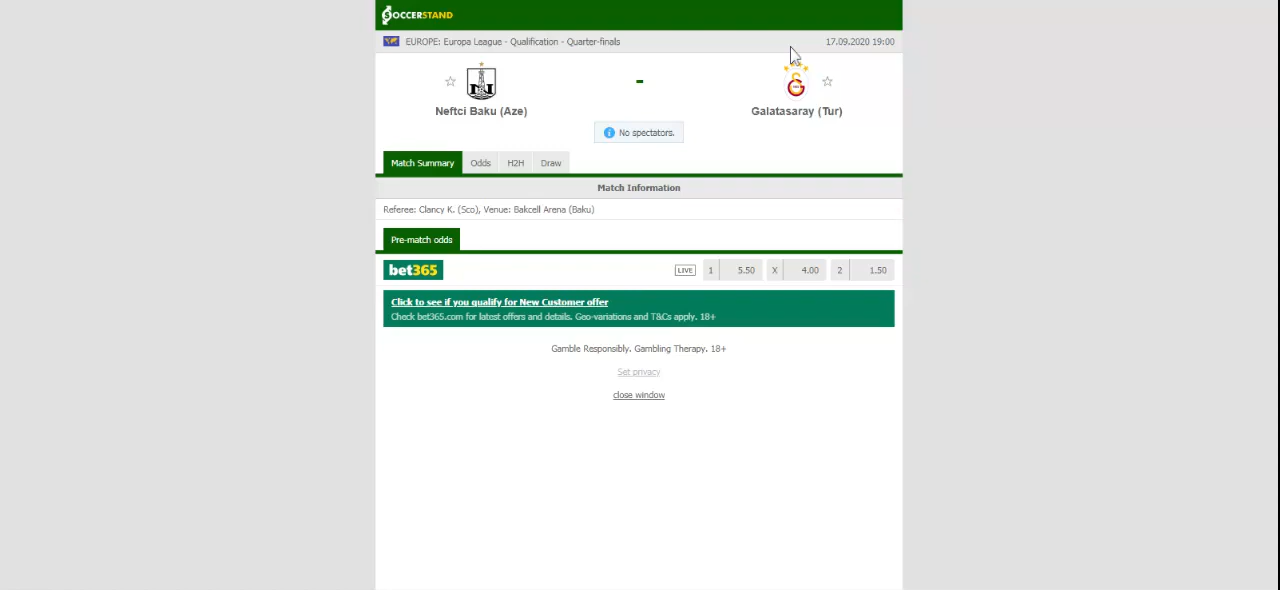 SOCCERSTAND
EUROPE: Europa League - Qualification - Quarter-finals 17.09.2020 19:00
-
Neftci Baku (Aze) Galatasaray (Tur)
No spectators.
Match Summary Odds H2H Draw
Match Information
Referee: Clancy K. (Sco), Venue: Bakcell Arena (Baku)
Pre-match odds
bet365 LIVE 1 5.50 X 4.00 2 1.50
Click to see if you qualify for New Customer offer
Check bet365.com for latest offers and details. Geo-variations and T&Cs apply. 18+
Gamble Responsibly. Gambling Therapy. 18+
Set privacy
close window